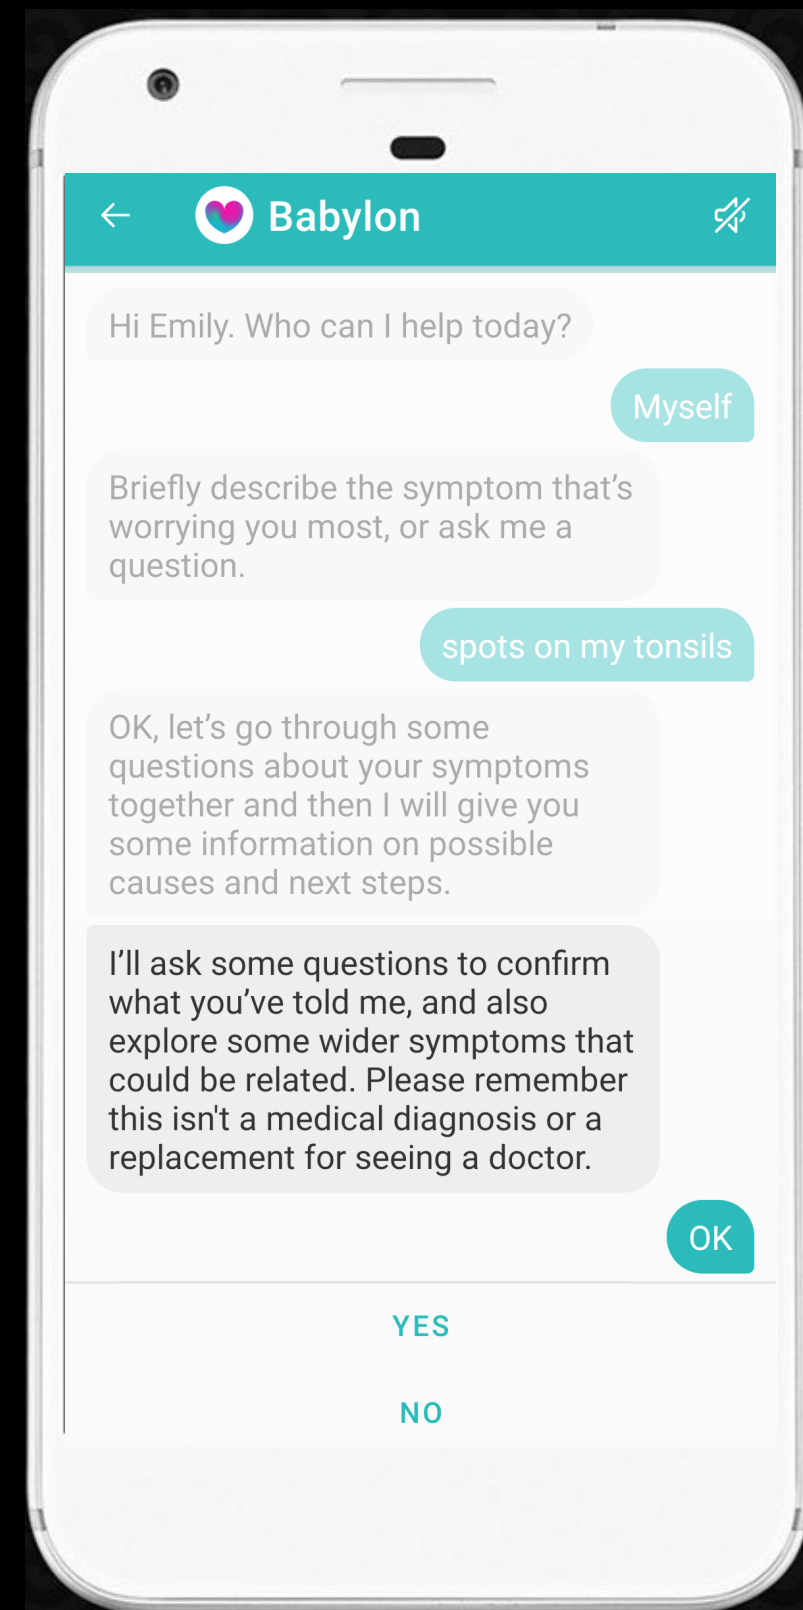 Babylon
Hi Emily. Who can I help today?
Myself
Briefly describe the symptom that’s
worrying you most, or ask me a
question.
spots on my tonsils
OK, let’s go through some
questions about your symptoms
together and then I will give you
some information on possible
causes and next steps.
I’ll ask some questions to confirm
what you’ve told me, and also
explore some wider symptoms that
could be related. Please remember
this isn't a medical diagnosis or a
replacement for seeing a doctor.
OK
YES
NO